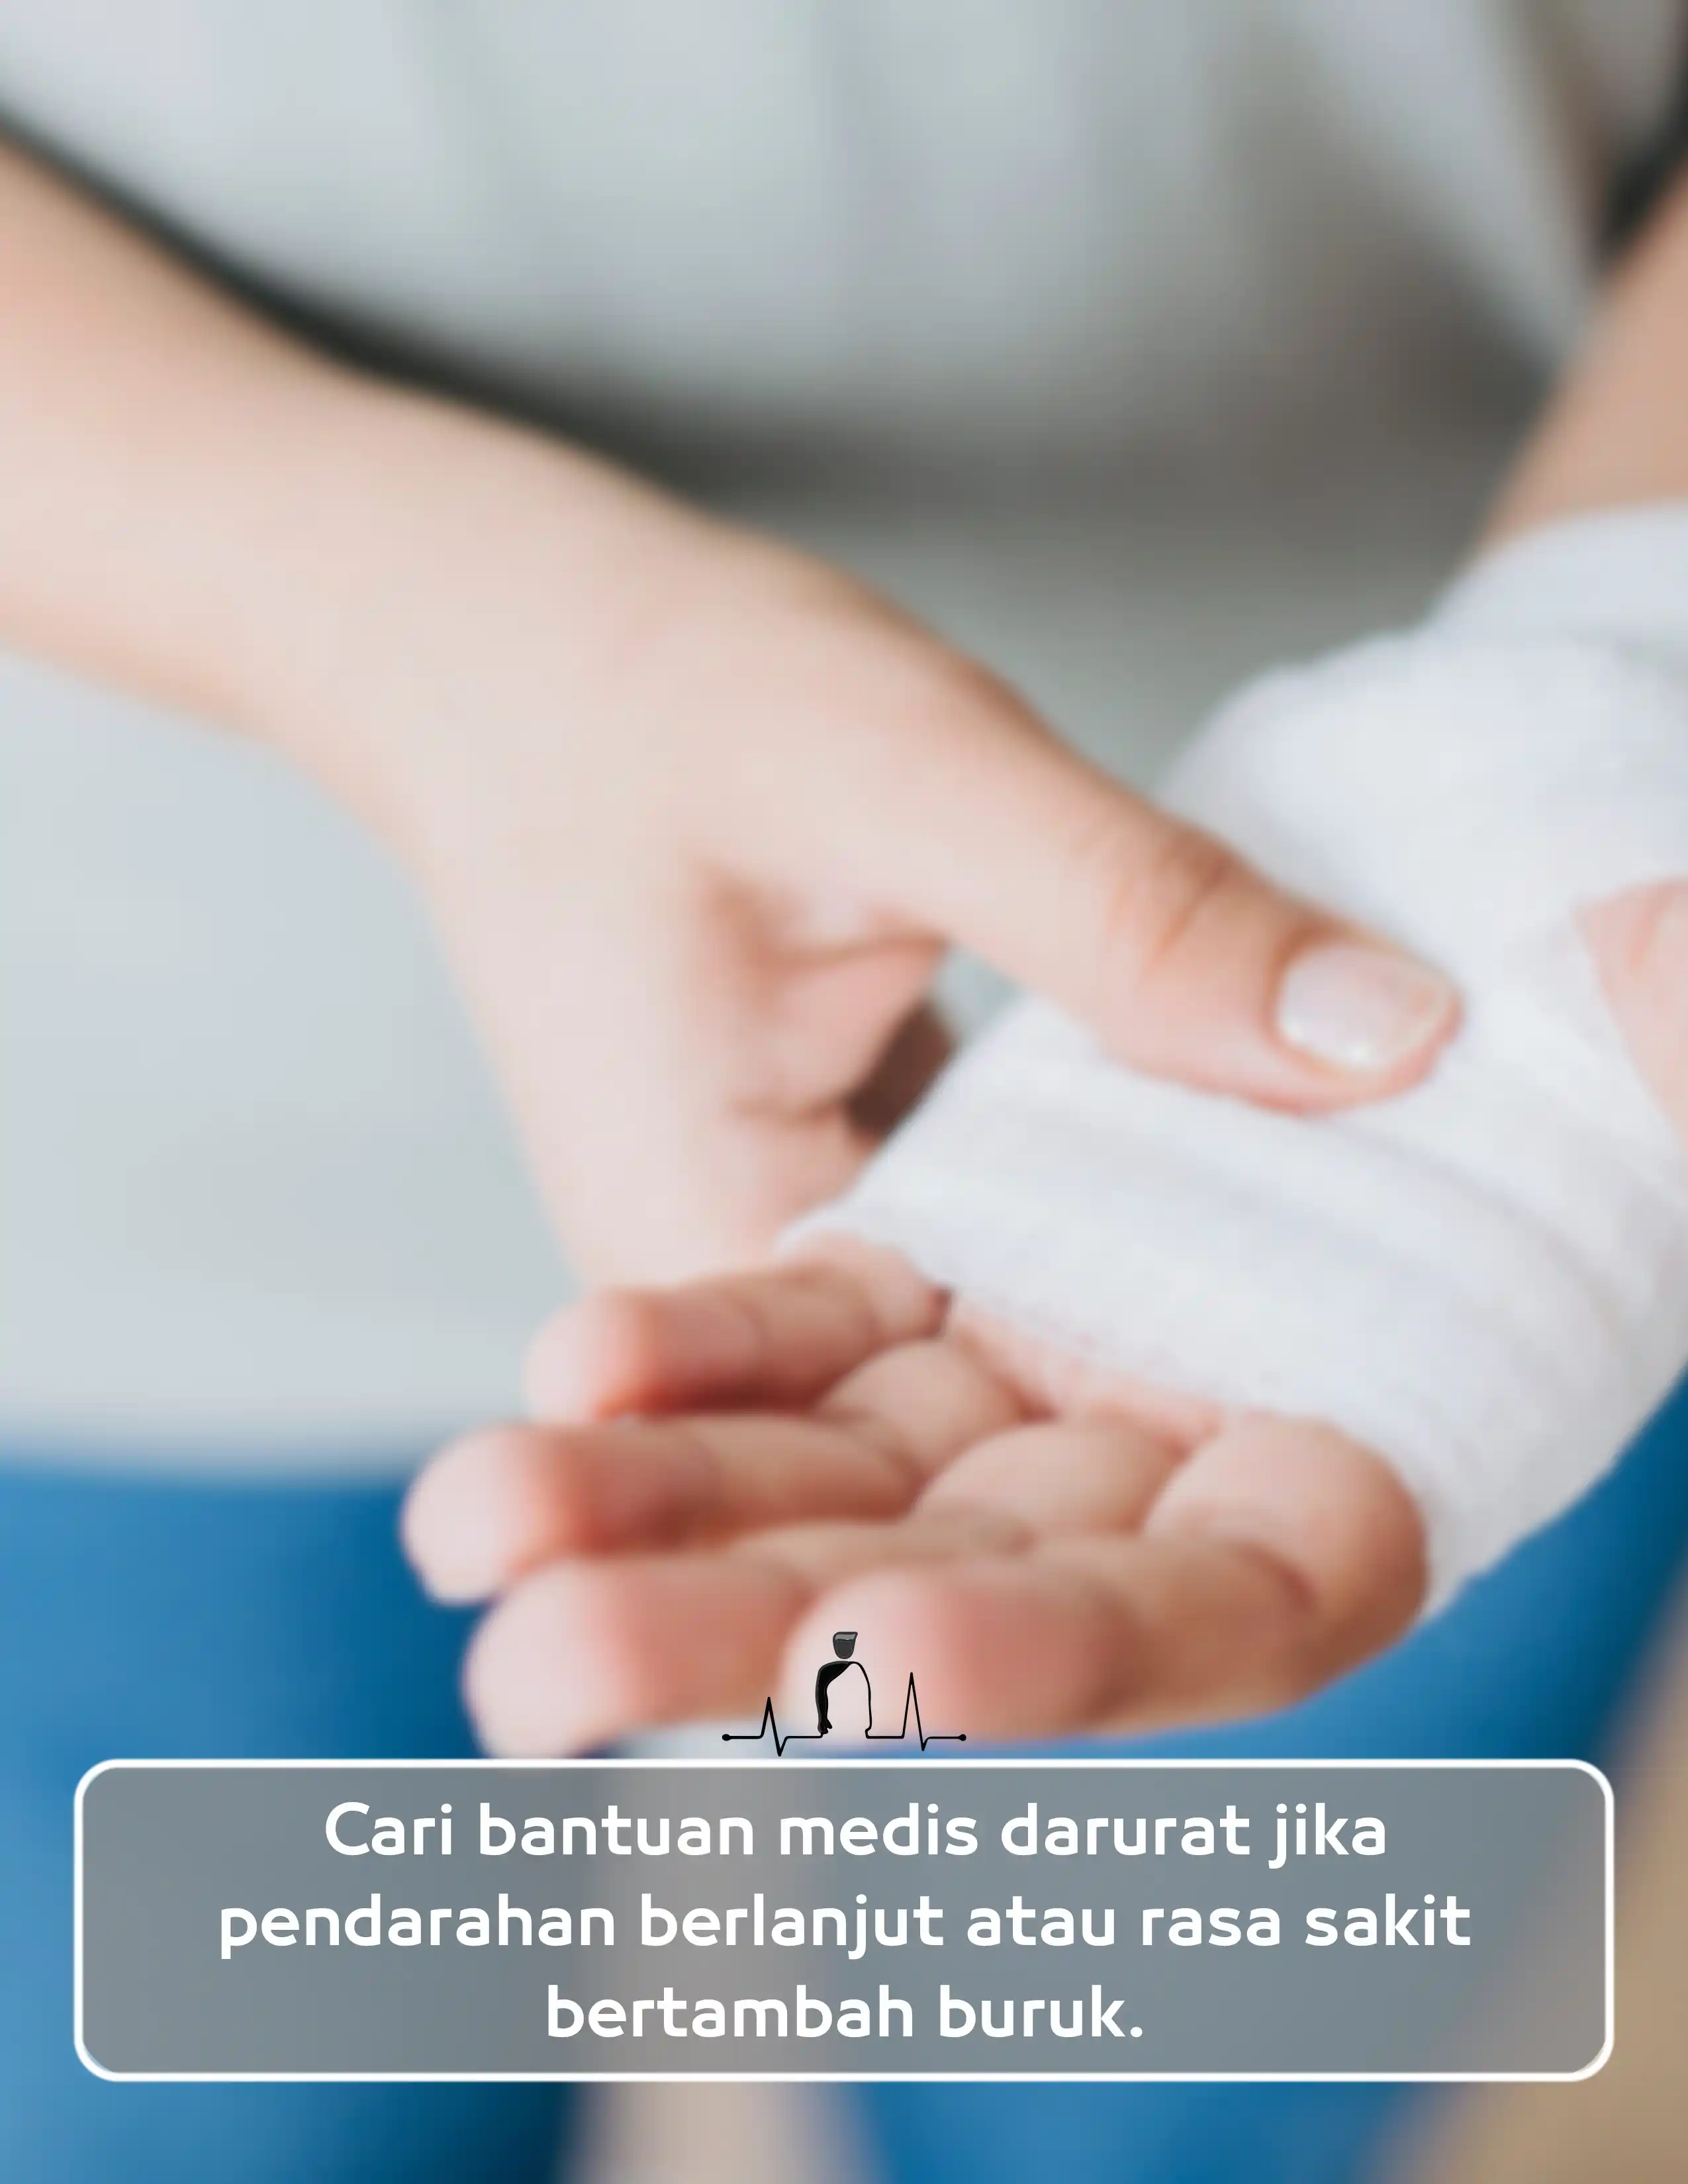 Cari bantuan medis darurat jika
pendarahan berlanjut atau rasa sakit
bertambah buruk.